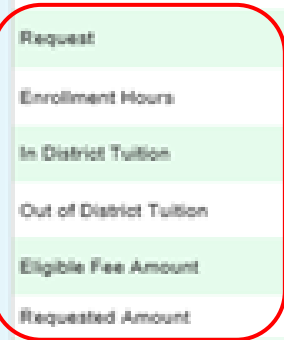 Request
Enrollment Hours
In District Tuition
Out of District Tuition
Eligible Fee Amount
Requested Amount